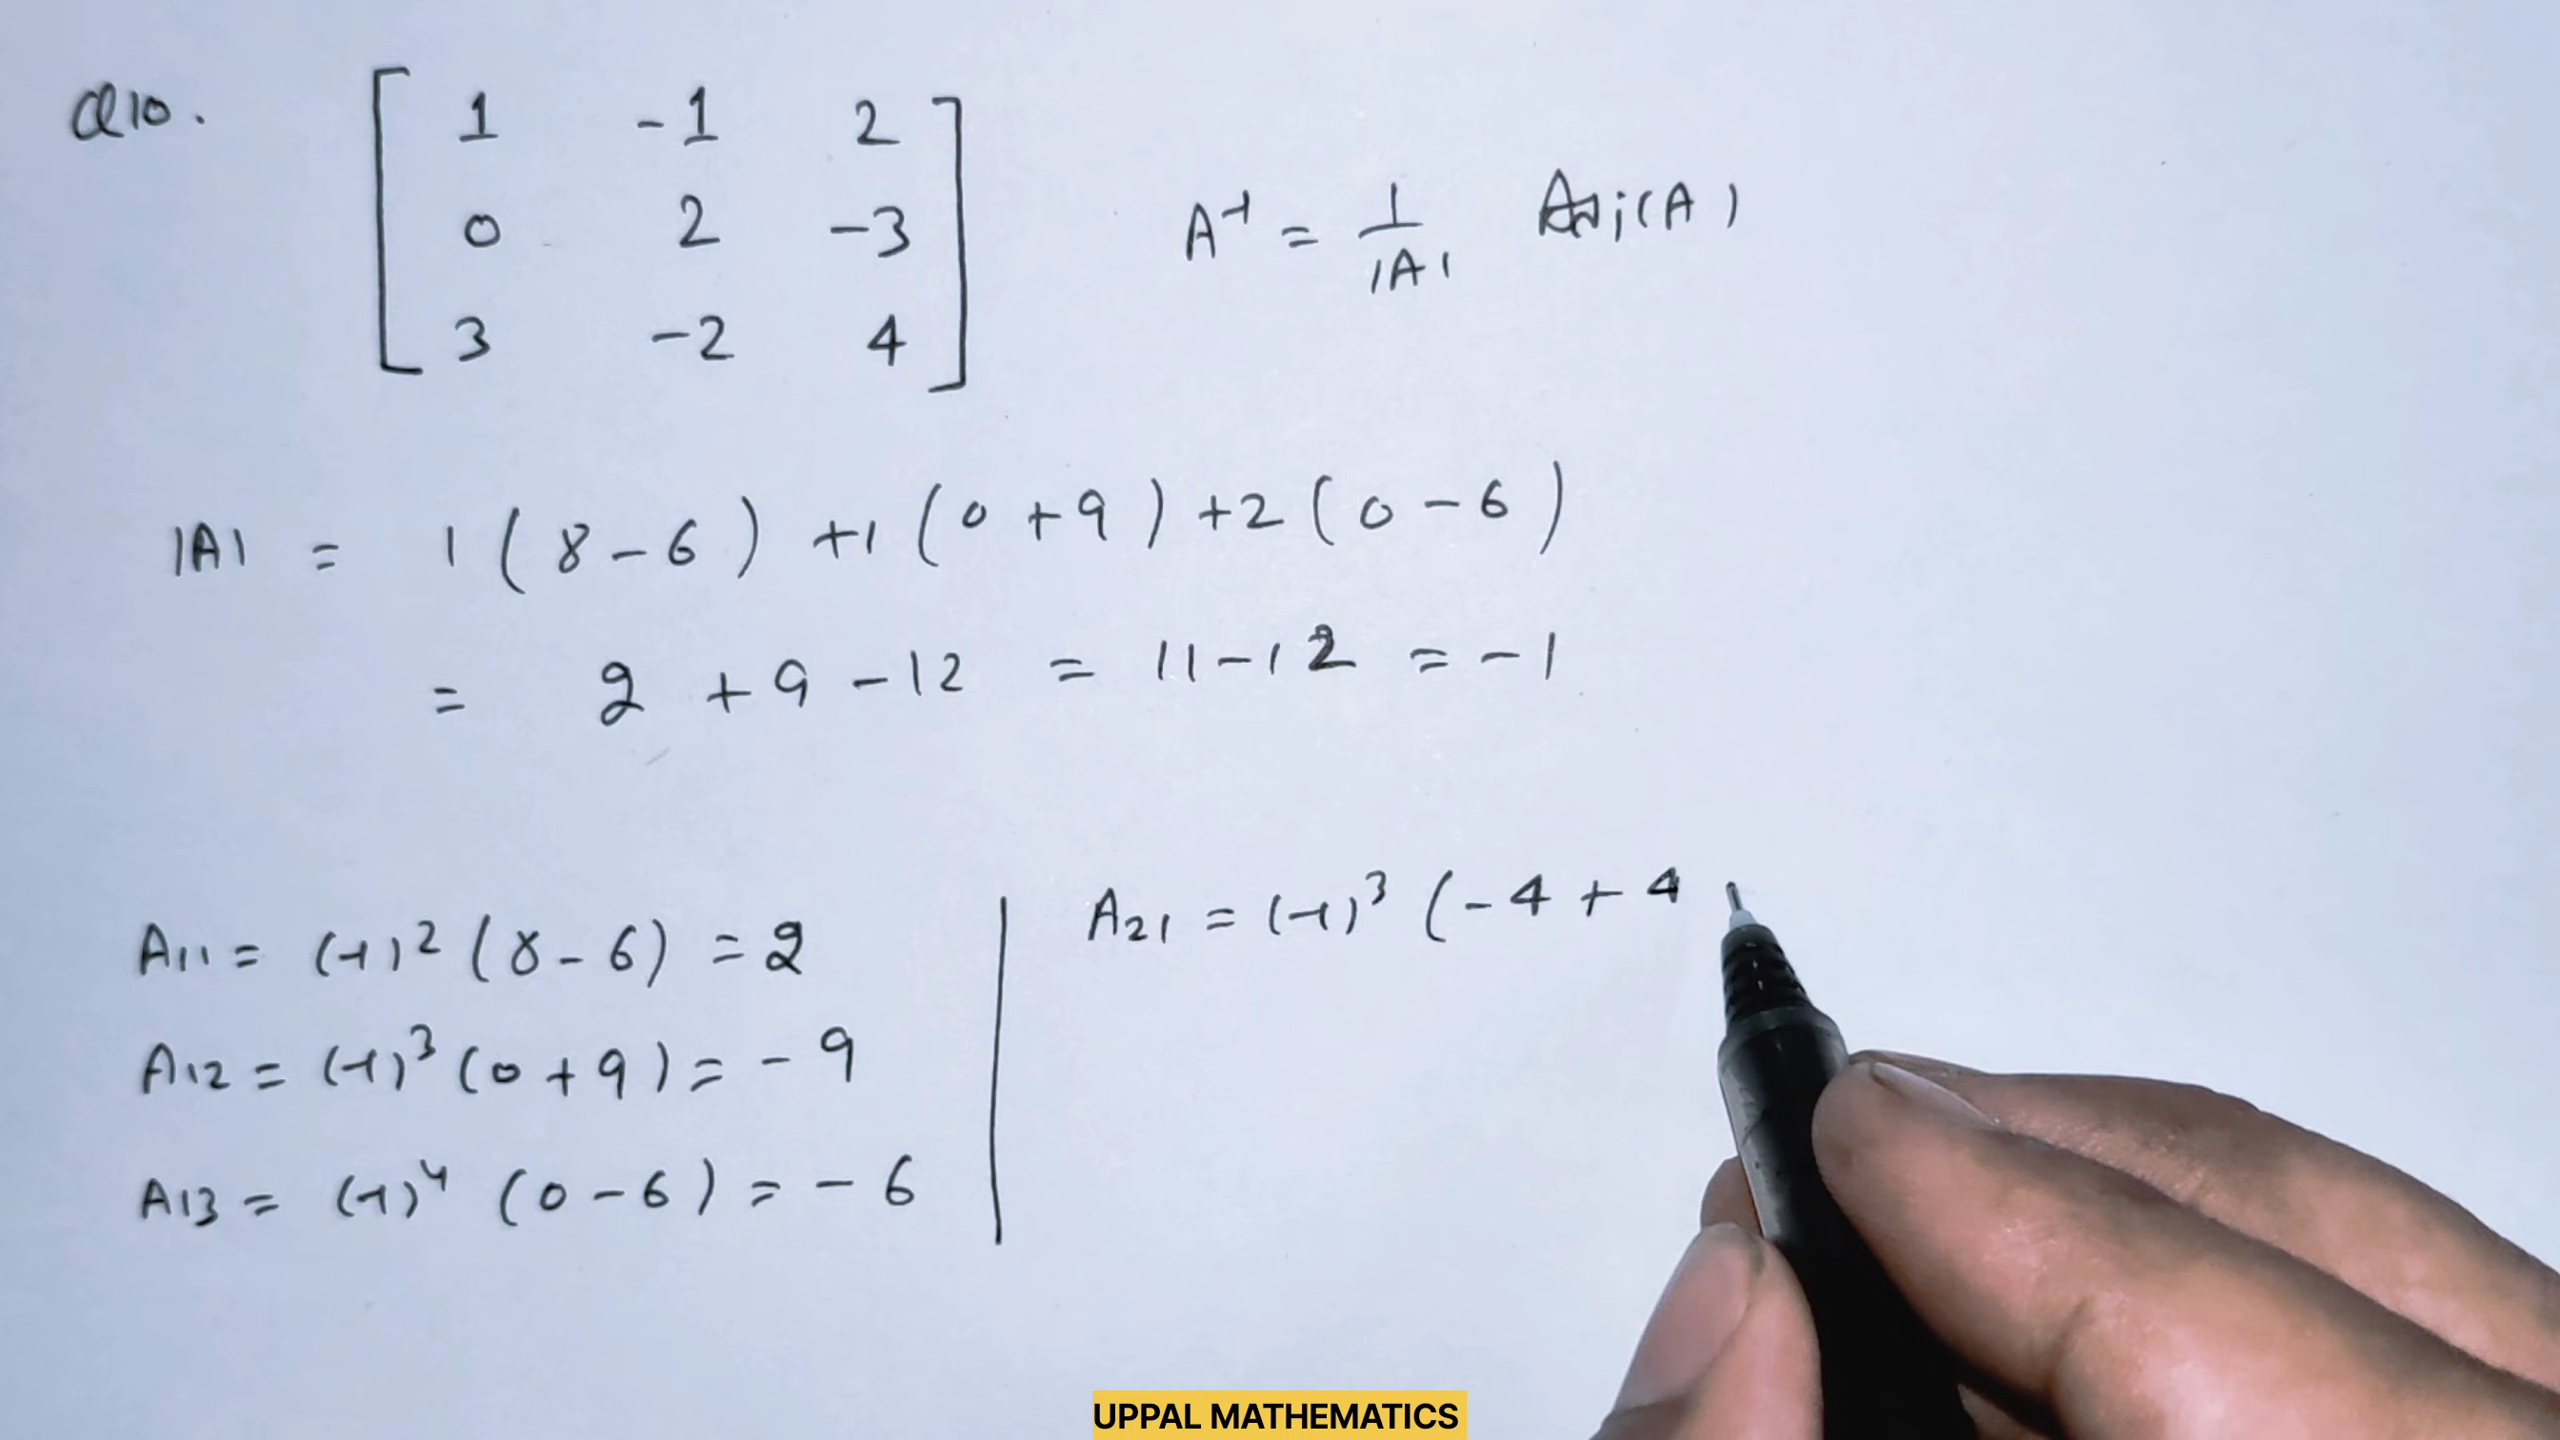 Q10.
1 -1 2
0 2 -3
3 -2 4
A⁻¹ = 1/|A| Adj(A)
|A| = 1(8-6) +1(0+9) +2(0-6)
= 2 +9 -12 = 11-12 = -1
A11 = (-1)² (8-6) = 2
A12 = (-1)³ (0+9) = -9
A13 = (-1)⁴ (0-6) = -6
A21 = (-1)³ (-4+4
UPPAL MATHEMATICS